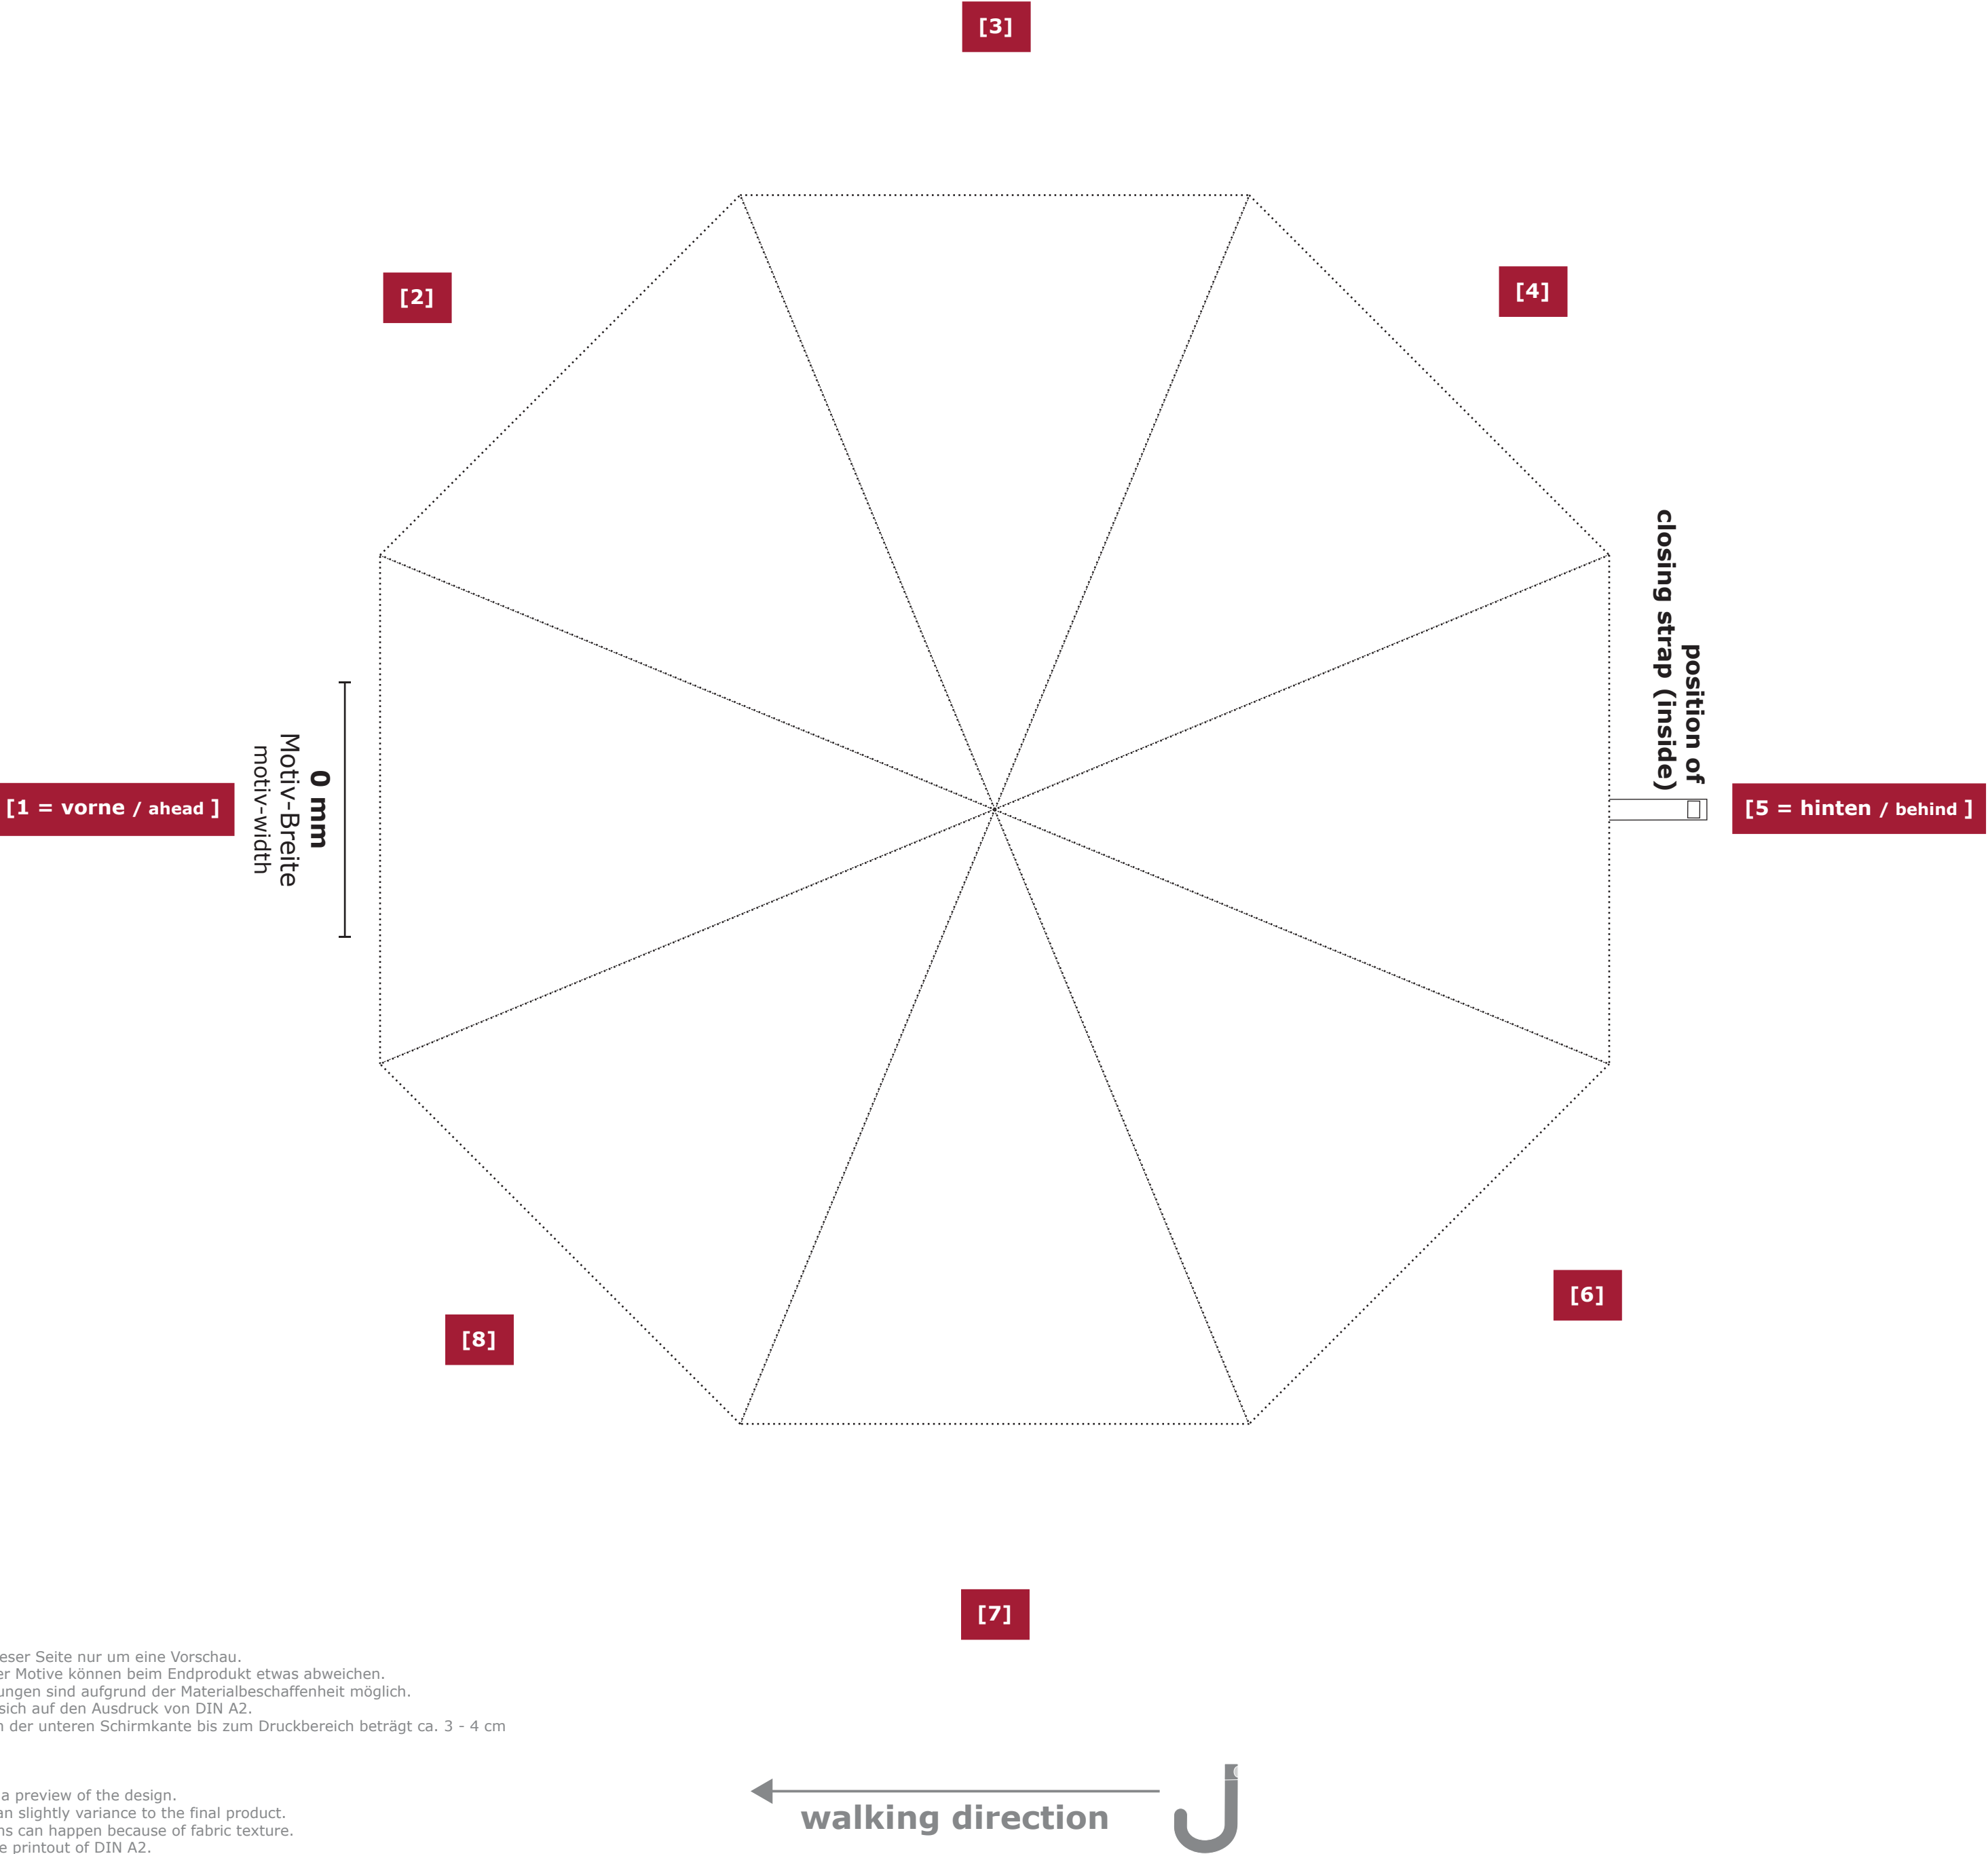 [3]
[2]
[4]
position of
closing strap (inside)
[1 = vorne / ahead ]
0 mm
Motiv-Breite
motiv-width
[5 = hinten / behind ]
[6]
[8]
[7]
eser Seite nur um eine Vorschau.
er Motive können beim Endprodukt etwas abweichen.
ungen sind aufgrund der Materialbeschaffenheit möglich.
sich auf den Ausdruck von DIN A2.
n der unteren Schirmkante bis zum Druckbereich beträgt ca. 3 - 4 cm
a preview of the design.
an slightly variance to the final product.
ns can happen because of fabric texture.
e printout of DIN A2.
walking direction